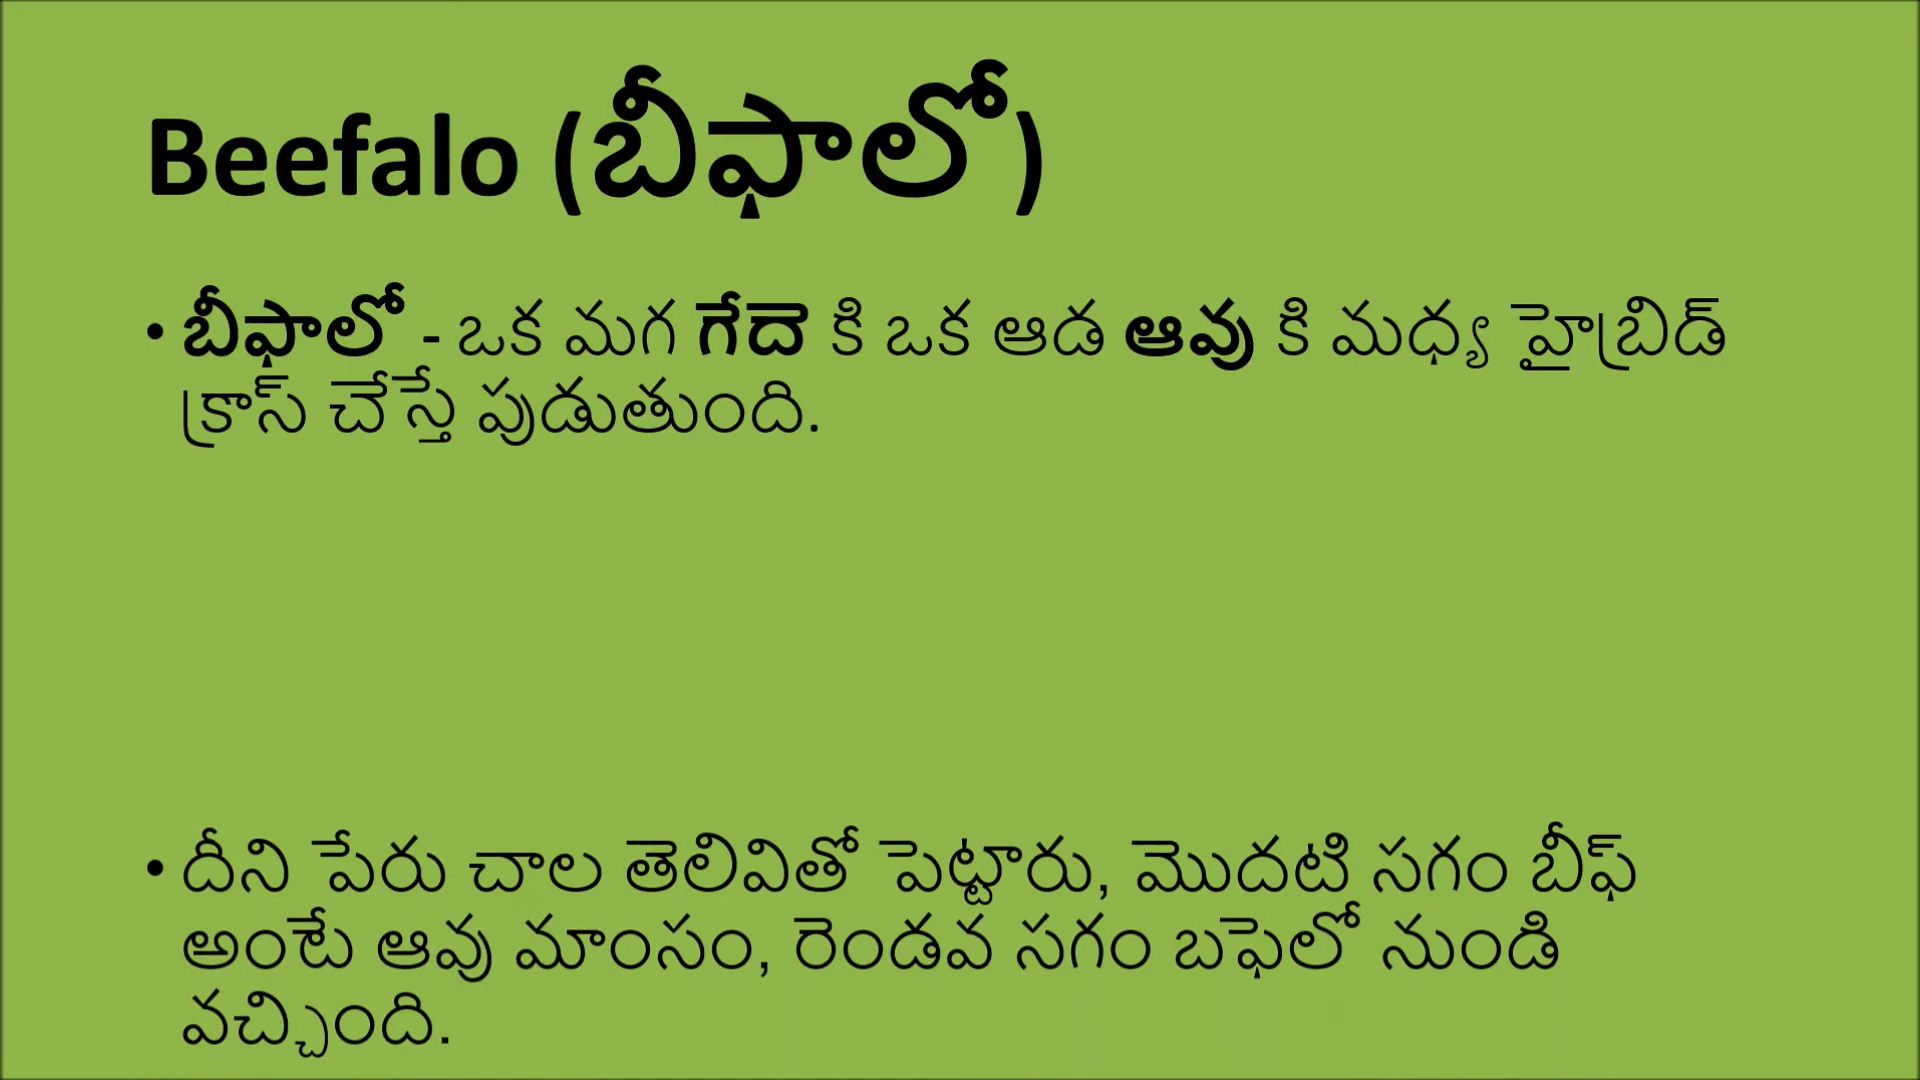 Beefalo (బీఫాలో)
• బీఫాలో - ఒక మగ గేదె కి ఒక ఆడ ఆవు కి మధ్య హైబ్రిడ్
క్రాస్ చేస్తే పుడుతుంది.
• దీని పేరు చాల తెలివితో పెట్టారు, మొదటి సగం బీఫ్
అంటే ఆవు మాంసం, రెండవ సగం బఫెలో నుండి
వచ్చింది.